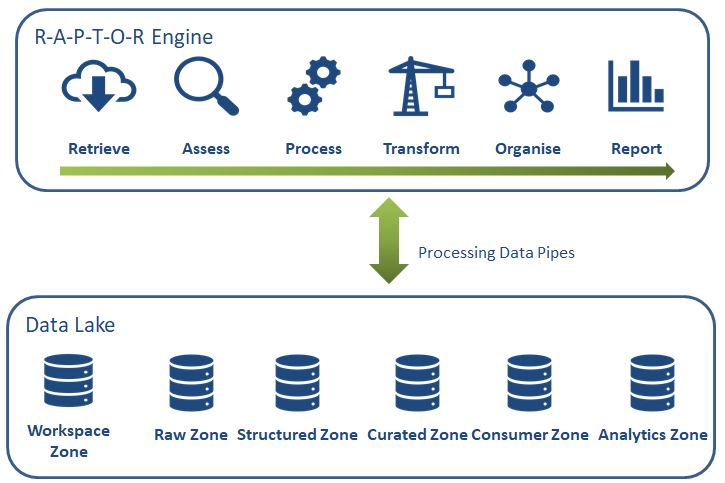 R-A-P-T-O-R Engine
Retrieve Assess Process Transform Organise Report
Processing Data Pipes
Data Lake
Workspace Zone
Raw Zone Structured Zone Curated Zone Consumer Zone Analytics Zone